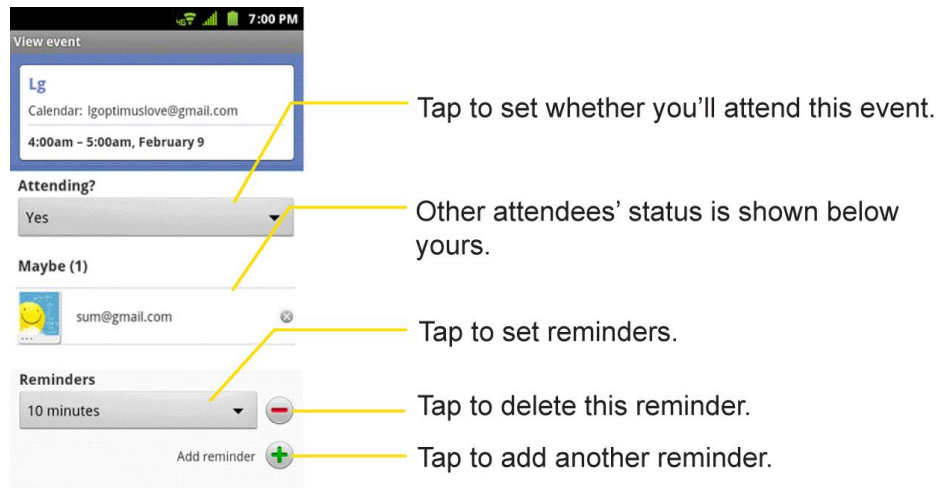 4G 7:00 PM
View event
Lg
Calendar: lgoptimuslove@gmail.com
4:00am – 5:00am, February 9
Attending?
Yes
Maybe (1)
sum@gmail.com
Reminders
10 minutes
Add reminder
Tap to set whether you’ll attend this event.
Other attendees’ status is shown below
yours.
Tap to set reminders.
Tap to delete this reminder.
Tap to add another reminder.